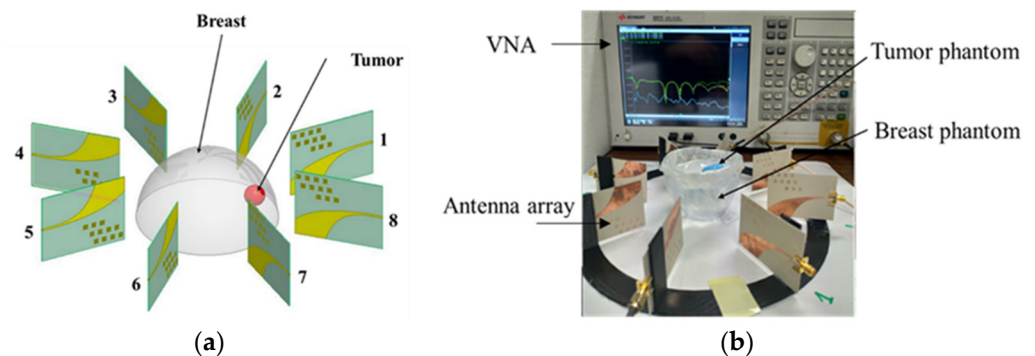 Breast
Tumor
3
2
4
1
5
8
6
7
(a)
VNA
Tumor phantom
Breast phantom
Antenna array
(b)